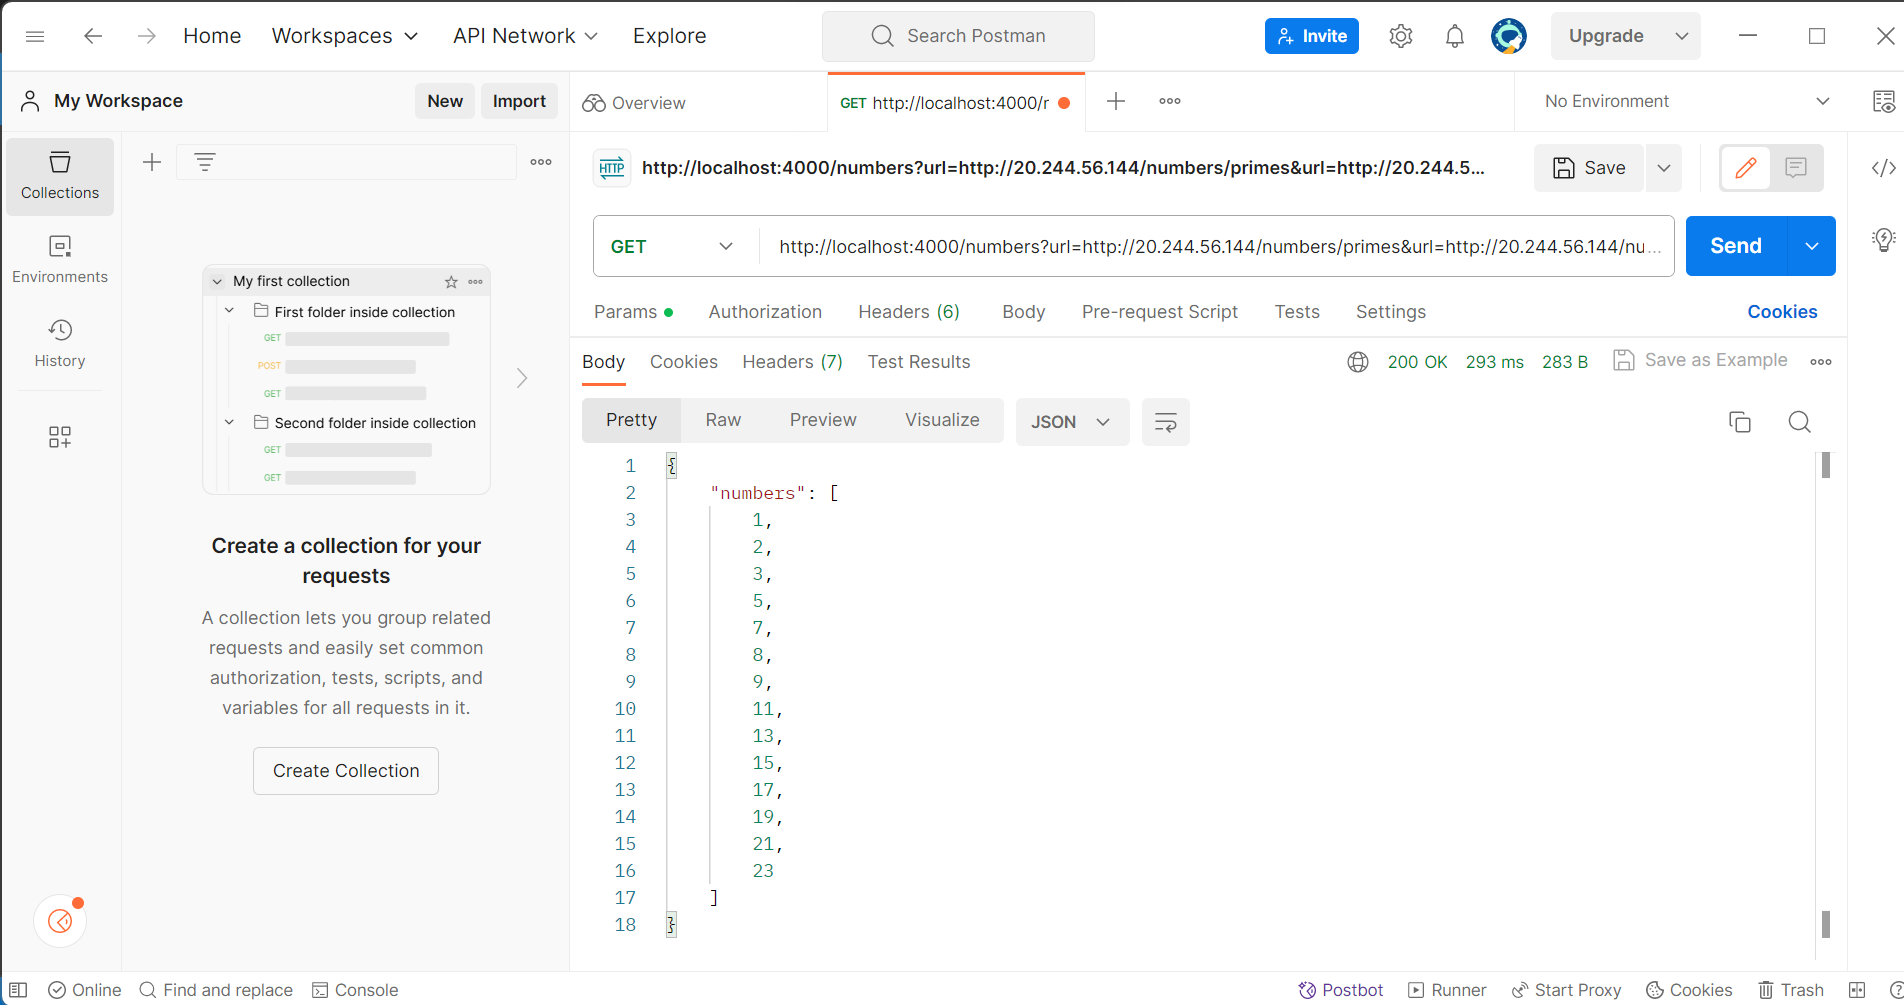 Home Workspaces API Network Explore Search Postman Invite Upgrade
My Workspace New Import Overview GET http://localhost:4000/r No Environment
Collections
Environments
History
My first collection
First folder inside collection
GET
POST
GET
Second folder inside collection
GET
GET
Create a collection for your
requests
A collection lets you group related
requests and easily set common
authorization, tests, scripts, and
variables for all requests in it.
Create Collection
HTTP http://localhost:4000/numbers?url=http://20.244.56.144/numbers/primes&url=http://20.244.5... Save </>
GET http://localhost:4000/numbers?url=http://20.244.56.144/numbers/primes&url=http://20.244.56.144/nu... Send
Params Authorization Headers (6) Body Pre-request Script Tests Settings Cookies
Body Cookies Headers (7) Test Results 200 OK 293 ms 283 B Save as Example
Pretty Raw Preview Visualize JSON
1 {
2 "numbers": [
3 1,
4 2,
5 3,
6 5,
7 7,
8 8,
9 9,
10 11,
11 13,
12 15,
13 17,
14 19,
15 21,
16 23
17 ]
18 }
Online Find and replace Console Postbot Runner Start Proxy Cookies Trash